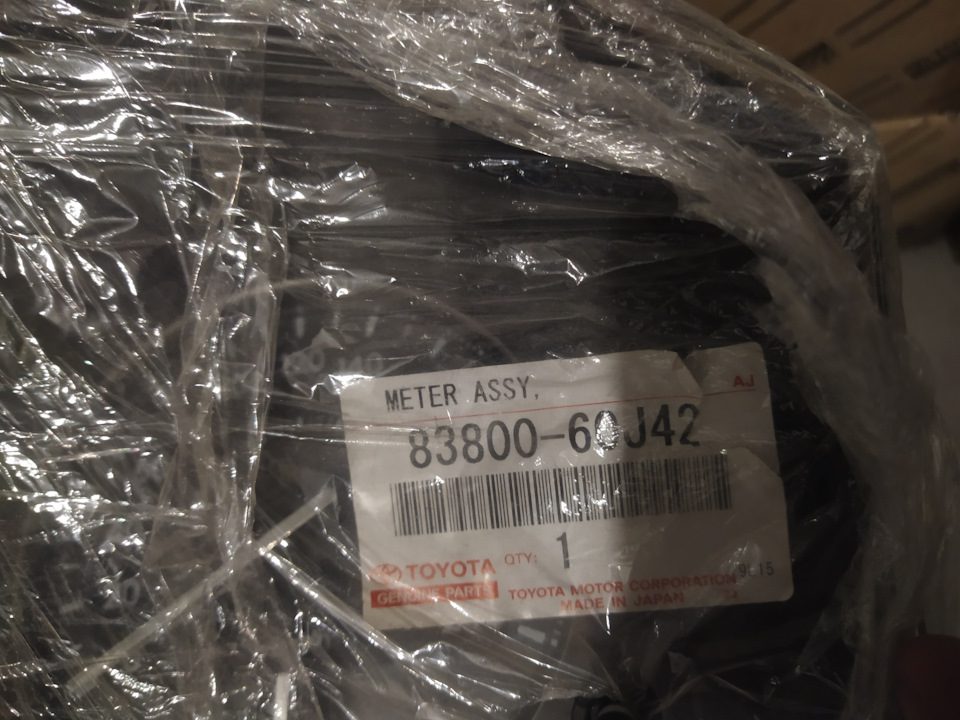 METER ASSY,
AJ
83800-60J42
QTY: 1
TOYOTA
GENUINE PARTS
TOYOTA MOTOR CORPORATION
MADE IN JAPAN